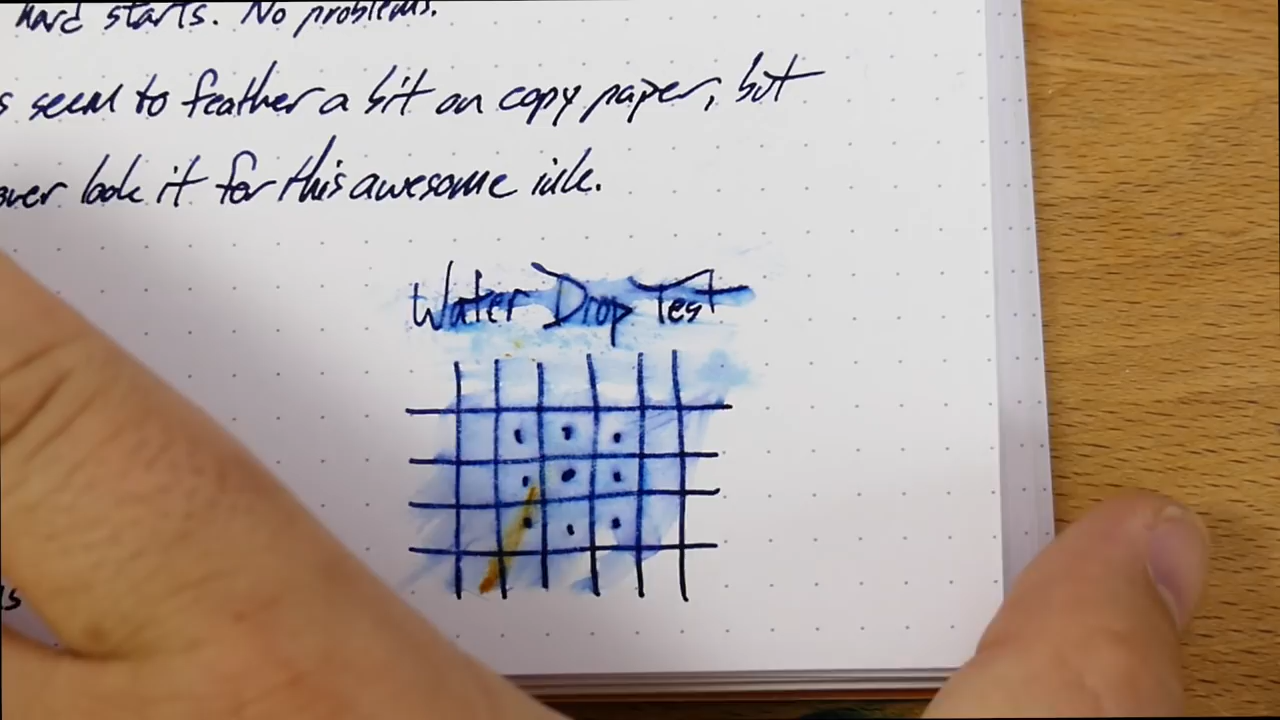 hard starts. No problems.
s seem to feather a bit on copy paper, but
over look it for this awesome ink.
Water Drop Test
s